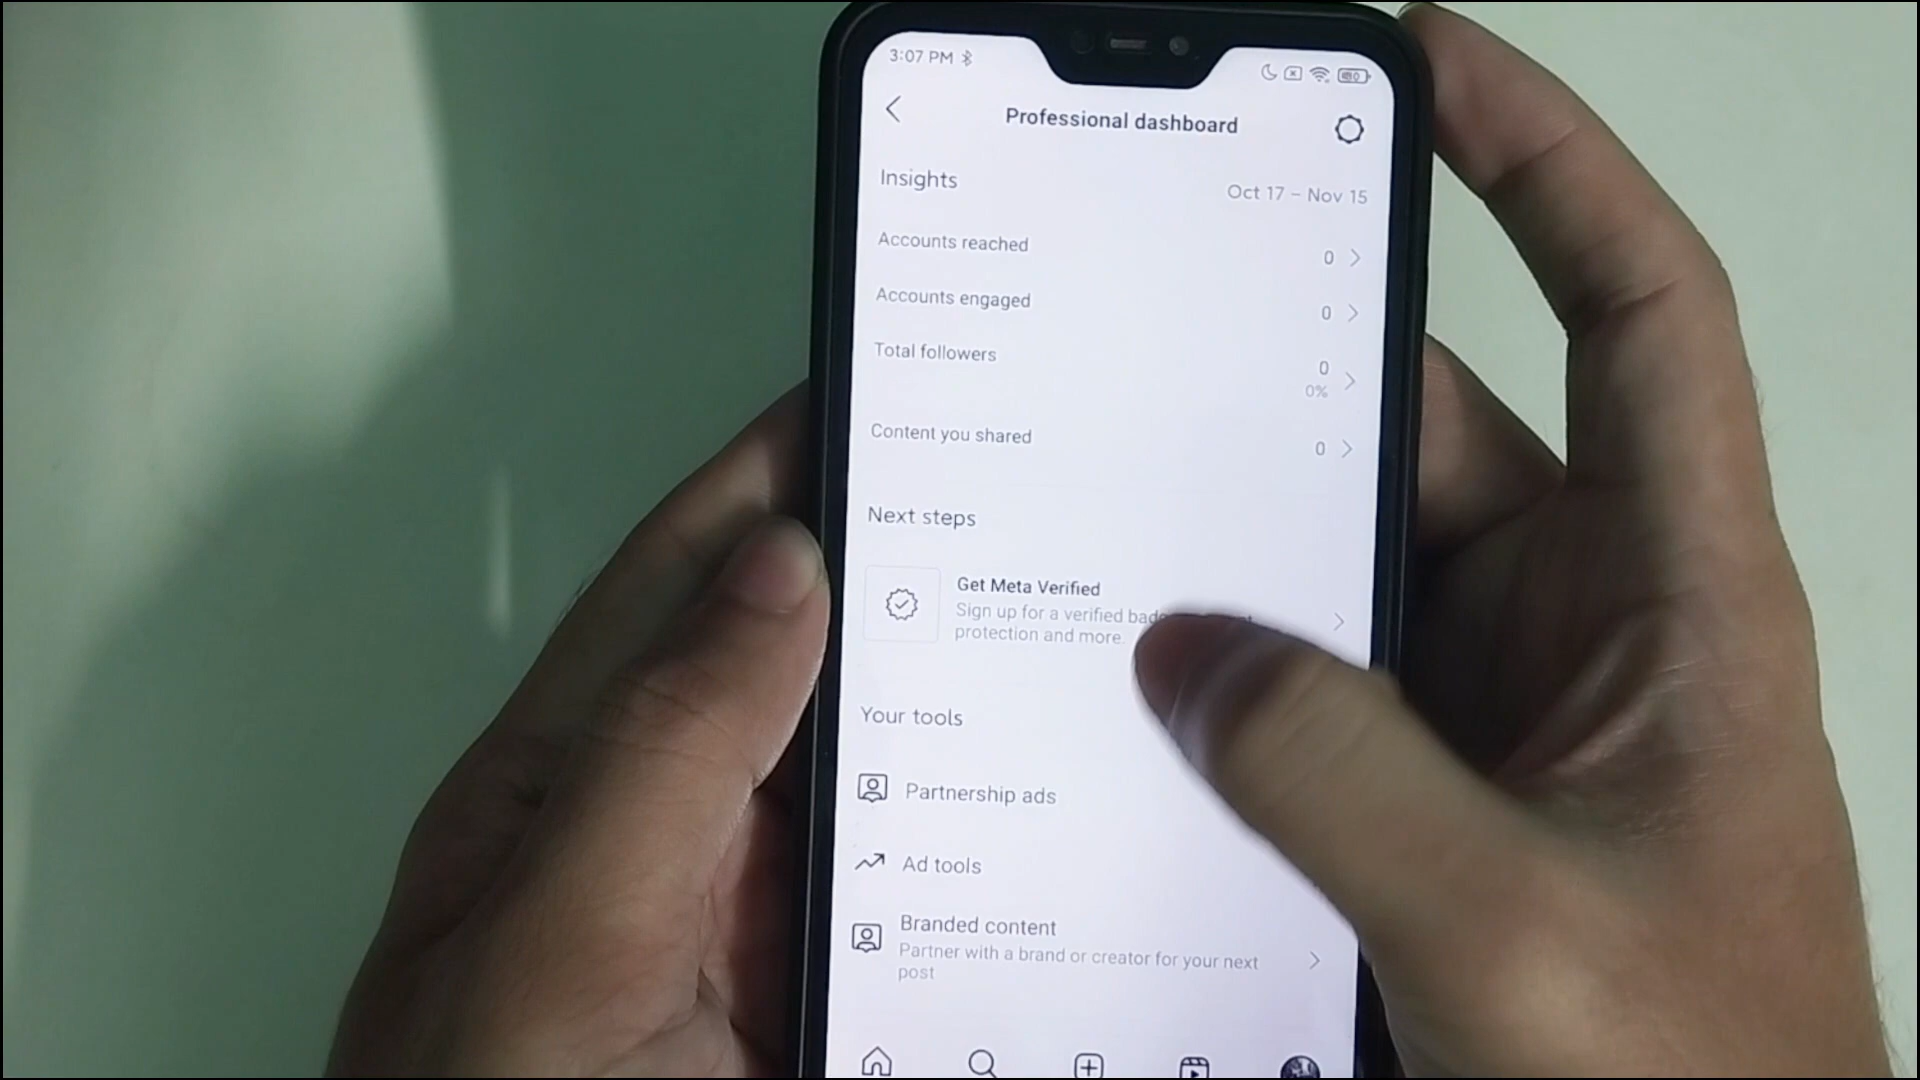 3:07 PM
Professional dashboard
Insights
Oct 17 – Nov 15
Accounts reached
0
Accounts engaged
0
Total followers
0
0%
Content you shared
0
Next steps
Get Meta Verified
Sign up for a verified
protection and more.
Your tools
Partnership ads
Ad tools
Branded content
Partner with a brand or creator for your next
post